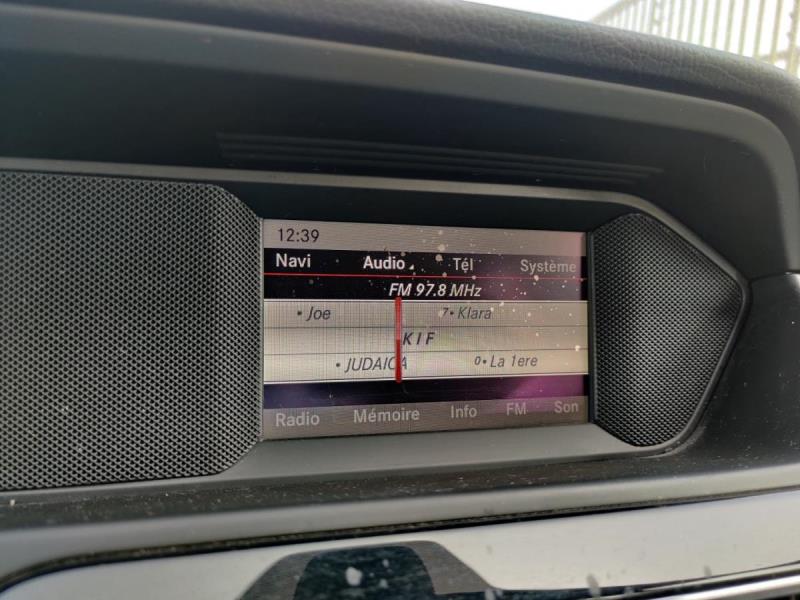 12:39
Navi Audio Tél Système
FM 97.8 MHz
• Joe 7• Klara
KIF
• JUDAICA 0• La 1ere
Radio Mémoire Info FM Son